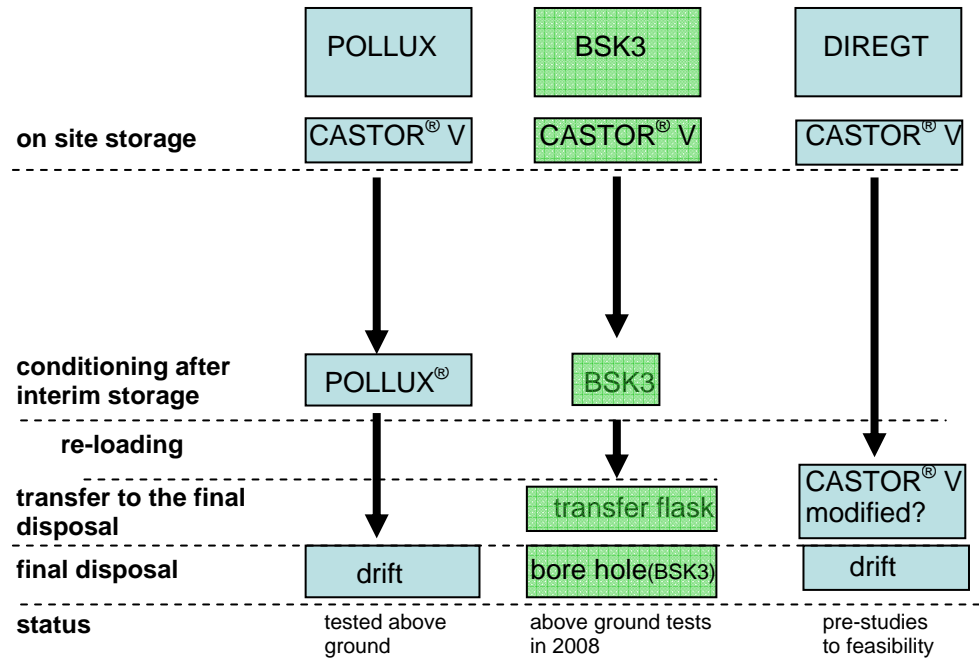 POLLUX BSK3 DIREGT
on site storage CASTOR® V CASTOR® V CASTOR® V
conditioning after
interim storage POLLUX® BSK3
re-loading
transfer to the final
disposal transfer flask CASTOR® V
modified?
final disposal drift bore hole(BSK3) drift
status tested above above ground tests pre-studies
ground in 2008 to feasibility